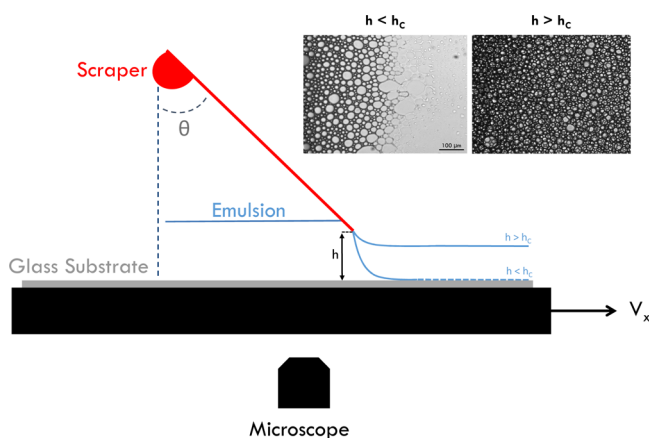 h < hC
h > hC
Scraper
θ
100 µm
Emulsion
h > hC
h
h < hC
Glass Substrate
Vx
Microscope